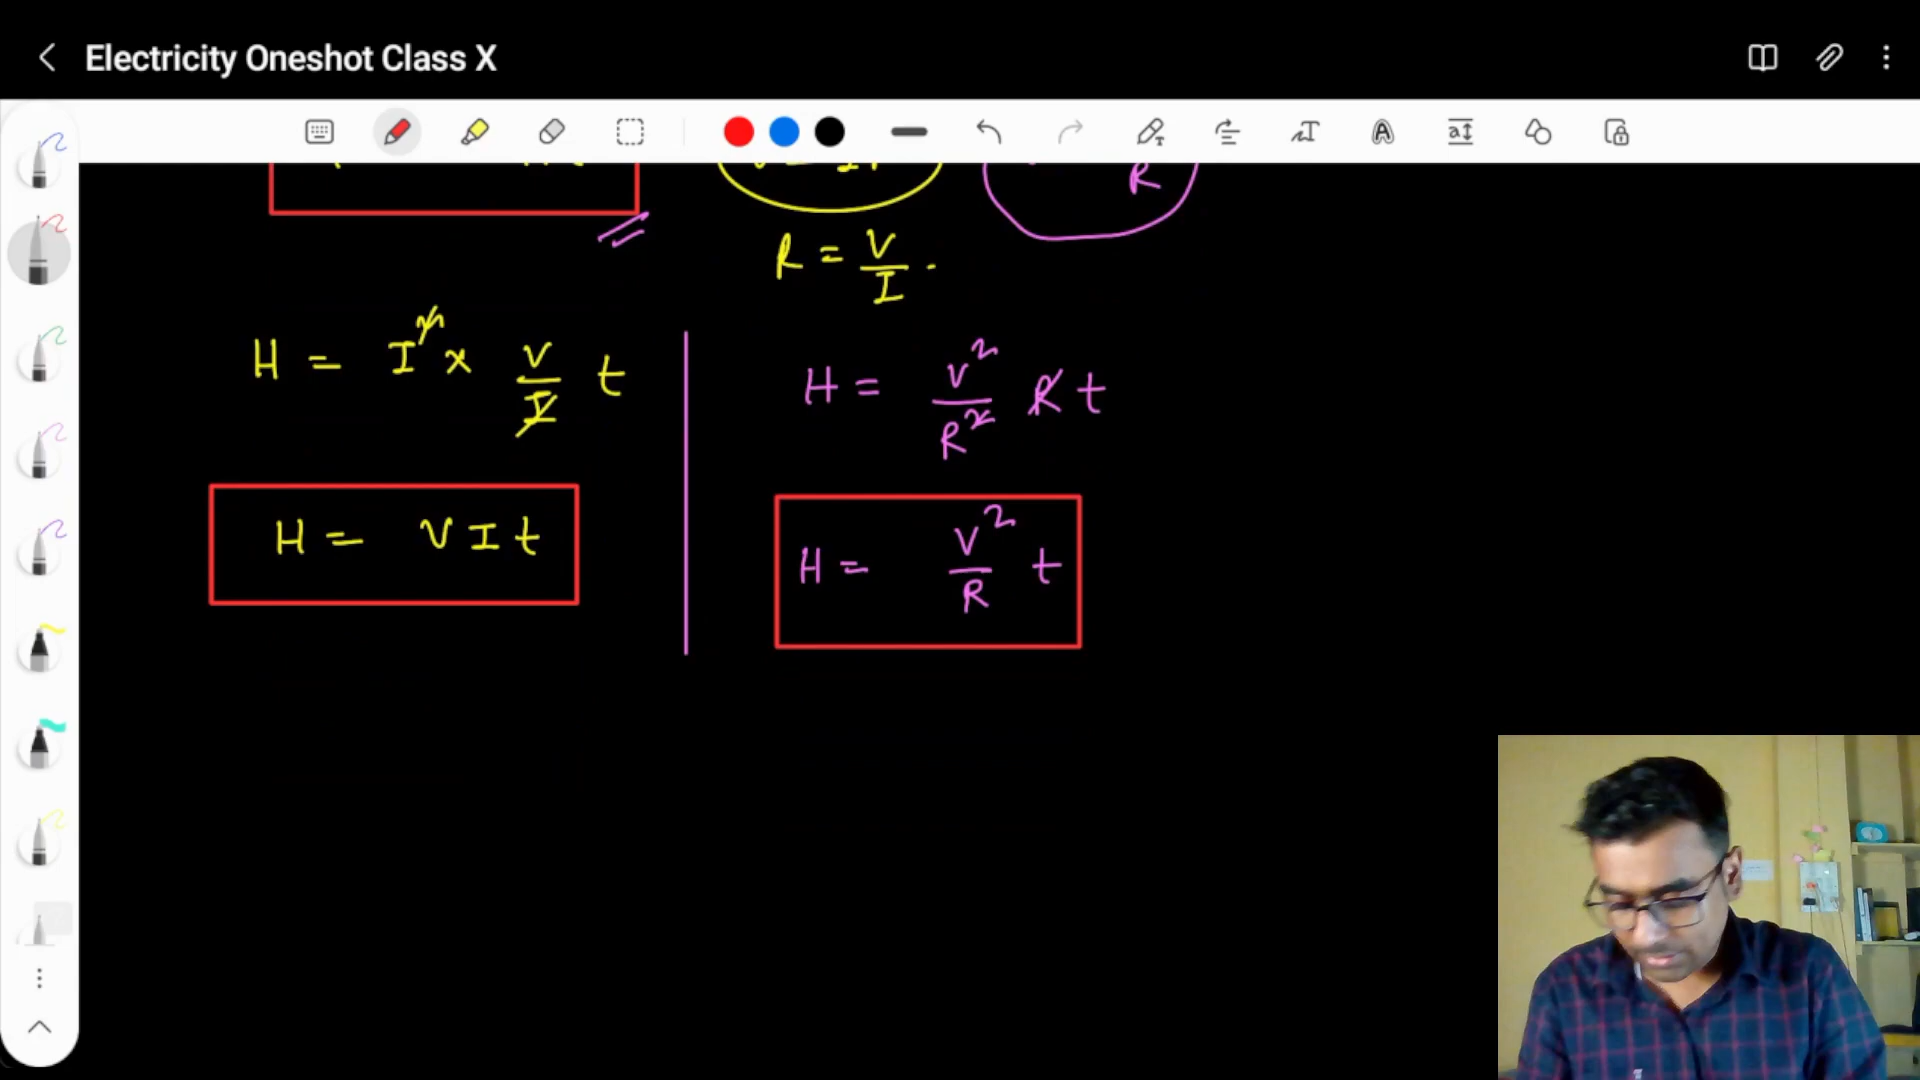 Electricity Oneshot Class X
R
R = V/I .
H = I² x V/I t
H = V²/R² R t
H = V I t
H = V²/R t